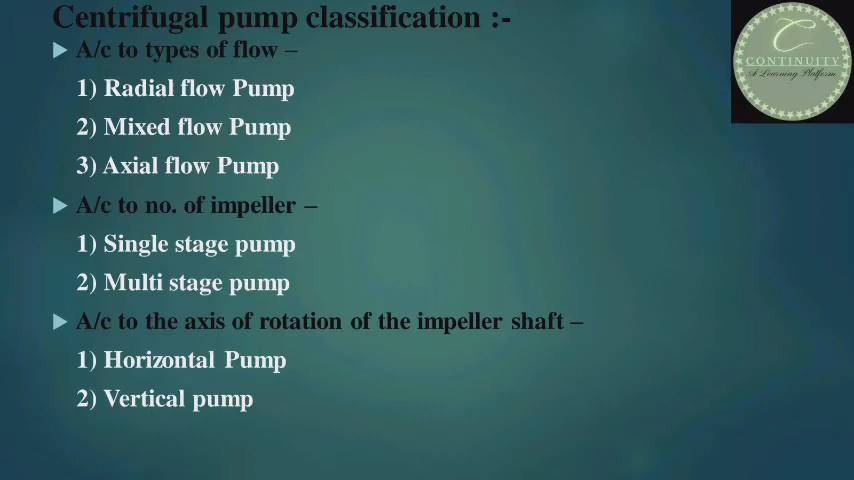 Centrifugal pump classification :-
A/c to types of flow –
1) Radial flow Pump
2) Mixed flow Pump
3) Axial flow Pump
A/c to no. of impeller –
1) Single stage pump
2) Multi stage pump
A/c to the axis of rotation of the impeller shaft –
1) Horizontal Pump
2) Vertical pump
C
CONTINUITY
A Learning Platform